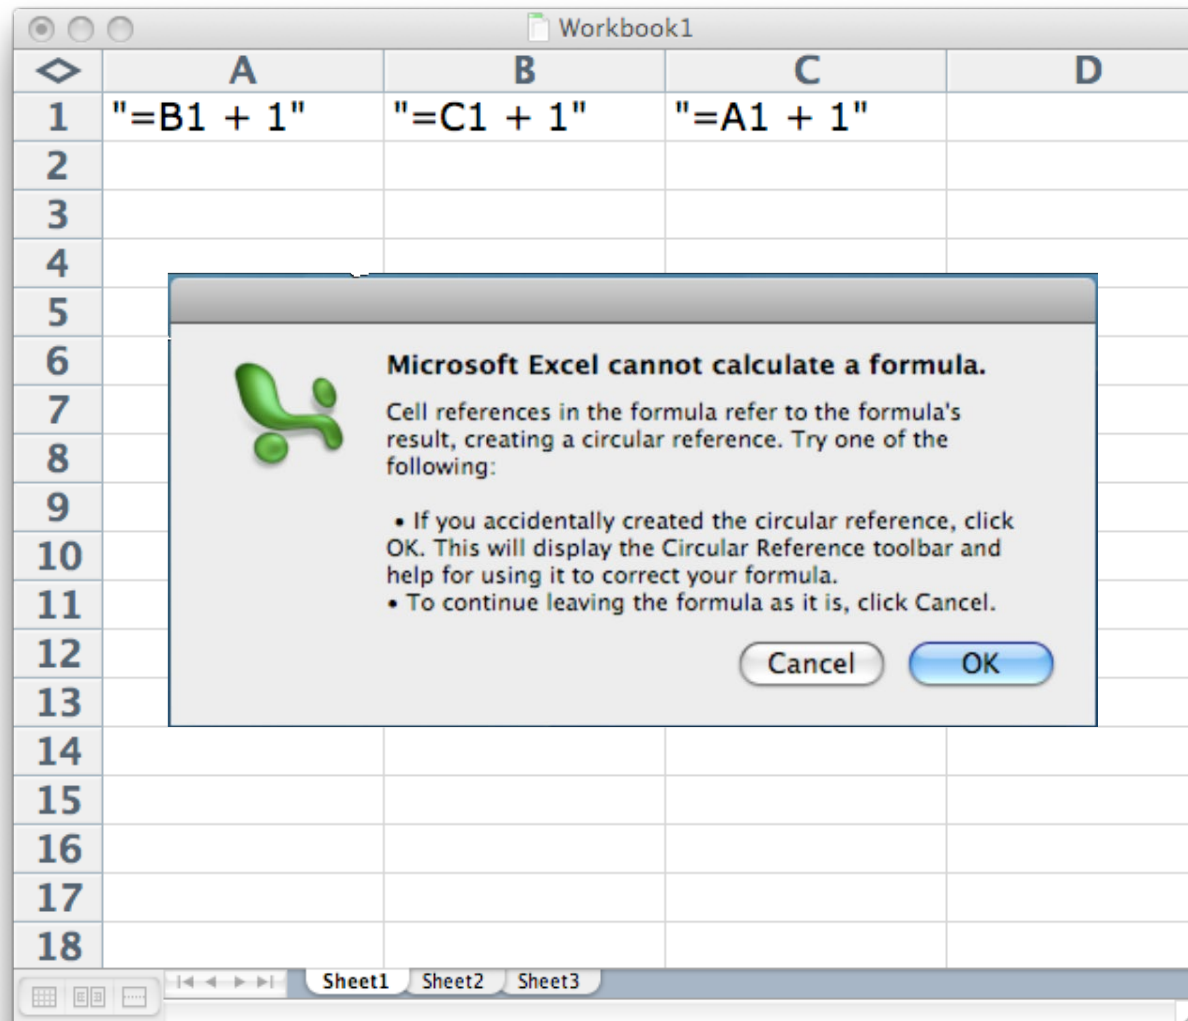 Workbook1
A B C D
1 "=B1 + 1" "=C1 + 1" "=A1 + 1"
2
3
4
5
6
7
8
9
10
11
12
13
14
15
16
17
18
Microsoft Excel cannot calculate a formula.
Cell references in the formula refer to the formula's
result, creating a circular reference. Try one of the
following:
• If you accidentally created the circular reference, click
OK. This will display the Circular Reference toolbar and
help for using it to correct your formula.
• To continue leaving the formula as it is, click Cancel.
Cancel OK
Sheet1 Sheet2 Sheet3